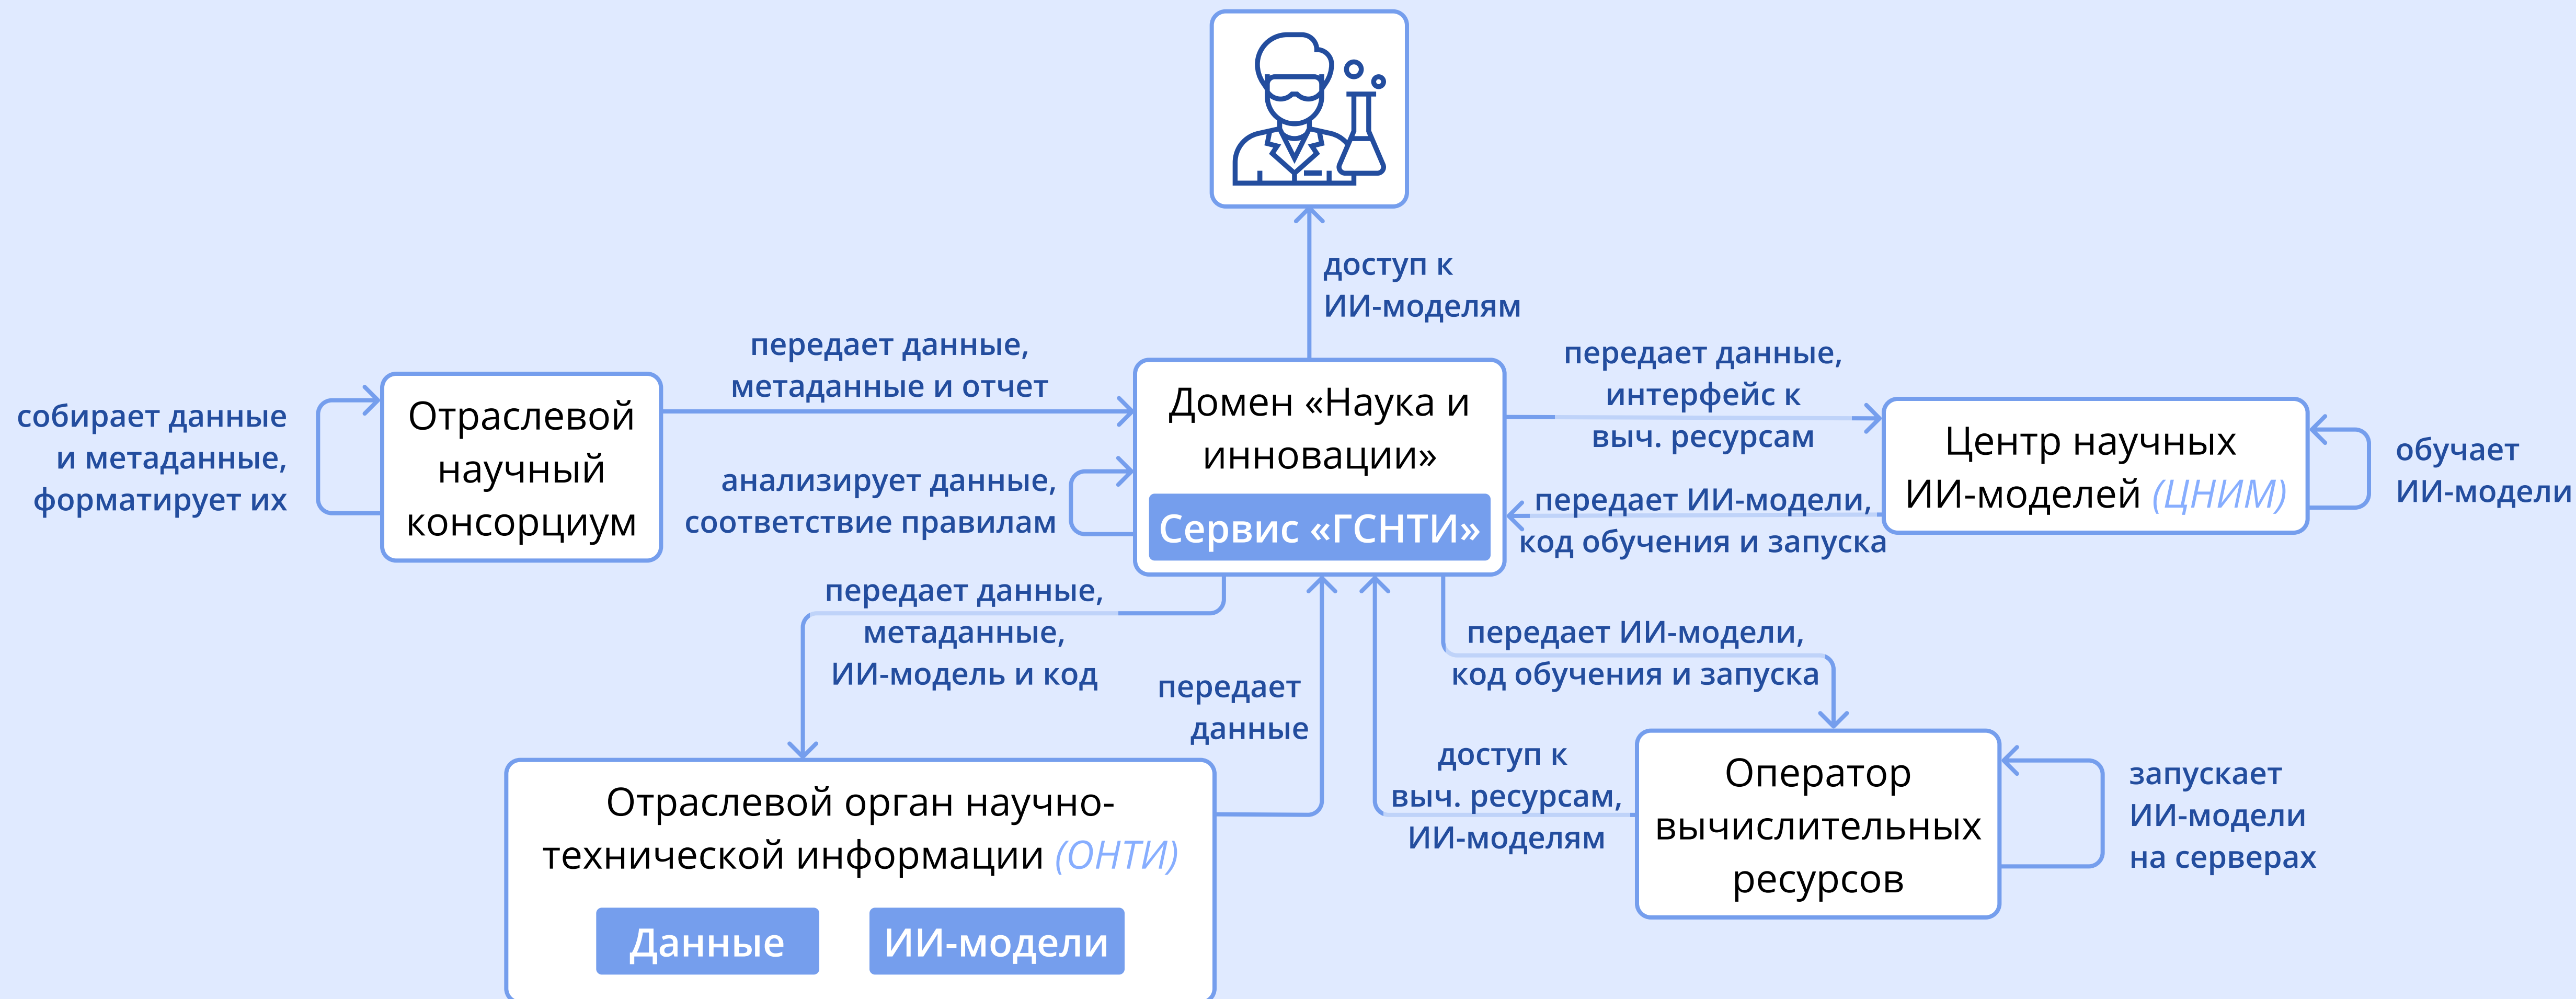 доступ к
ИИ-моделям
передает данные,
метаданные и отчет
собирает данные
и метаданные,
форматирует их
Отраслевой
научный
консорциум
анализирует данные,
соответствие правилам
Домен «Наука и
инновации»
Сервис «ГСНТИ»
передает данные,
интерфейс к
выч. ресурсам
передает ИИ-модели,
код обучения и запуска
Центр научных
ИИ-моделей (ЦНИМ)
обучает
ИИ-модели
передает данные,
метаданные,
ИИ-модель и код
передает
данные
передает ИИ-модели,
код обучения и запуска
доступ к
выч. ресурсам,
ИИ-моделям
Отраслевой орган научно-
технической информации (ОНТИ)
Данные
ИИ-модели
Оператор
вычислительных
ресурсов
запускает
ИИ-модели
на серверах